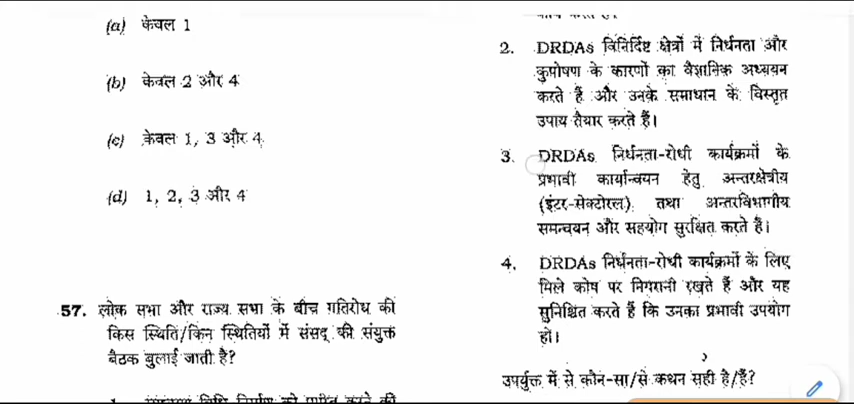 (a) केवल 1
(b) केवल 2 और 4
(c) केवल 1, 3 और 4
(d) 1, 2, 3 और 4
57. लोक सभा और राज्य सभा के बीच गतिरोध की
किस स्थिति/किन स्थितियों में संसद् की संयुक्त
बैठक बुलाई जाती है?
2. DRDAs विनिर्दिष्ट क्षेत्रों में निर्धनता और
कुपोषण के कारणों का वैज्ञानिक अध्ययन
करते हैं और उनके समाधान के विस्तृत
उपाय तैयार करते हैं।
3. DRDAs निर्धनता-रोधी कार्यक्रमों के
प्रभावी कार्यान्वयन हेतु अन्तरक्षेत्रीय
(इंटर-सेक्टोरल) तथा अन्तरविभागीय
समन्वयन और सहयोग सुरक्षित करते हैं।
4. DRDAs निर्धनता-रोधी कार्यक्रमों के लिए
मिले कोष पर निगरानी रखते हैं और यह
सुनिश्चित करते हैं कि उनका प्रभावी उपयोग
हो।
उपर्युक्त में से कौन-सा/से कथन सही है/हैं?